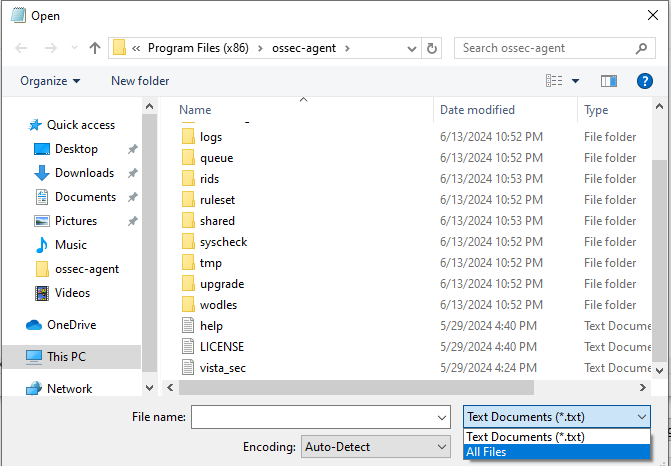 Open
« Program Files (x86) › ossec-agent ›
Search ossec-agent
Organize
New folder
?
Name Date modified Type
Quick access
Desktop
Downloads
Documents
Pictures
Music
ossec-agent
Videos
OneDrive
This PC
Network
logs 6/13/2024 10:52 PM File folder
queue 6/13/2024 10:52 PM File folder
rids 6/13/2024 10:53 PM File folder
ruleset 6/13/2024 10:52 PM File folder
shared 6/13/2024 10:53 PM File folder
syscheck 6/13/2024 10:52 PM File folder
tmp 6/13/2024 10:52 PM File folder
upgrade 6/13/2024 10:52 PM File folder
wodles 6/13/2024 10:52 PM File folder
help 5/29/2024 4:40 PM Text Docume
LICENSE 5/29/2024 4:40 PM Text Docume
vista_sec 5/29/2024 4:24 PM Text Docume
File name:
Text Documents (*.txt)
Text Documents (*.txt)
All Files
Encoding: Auto-Detect